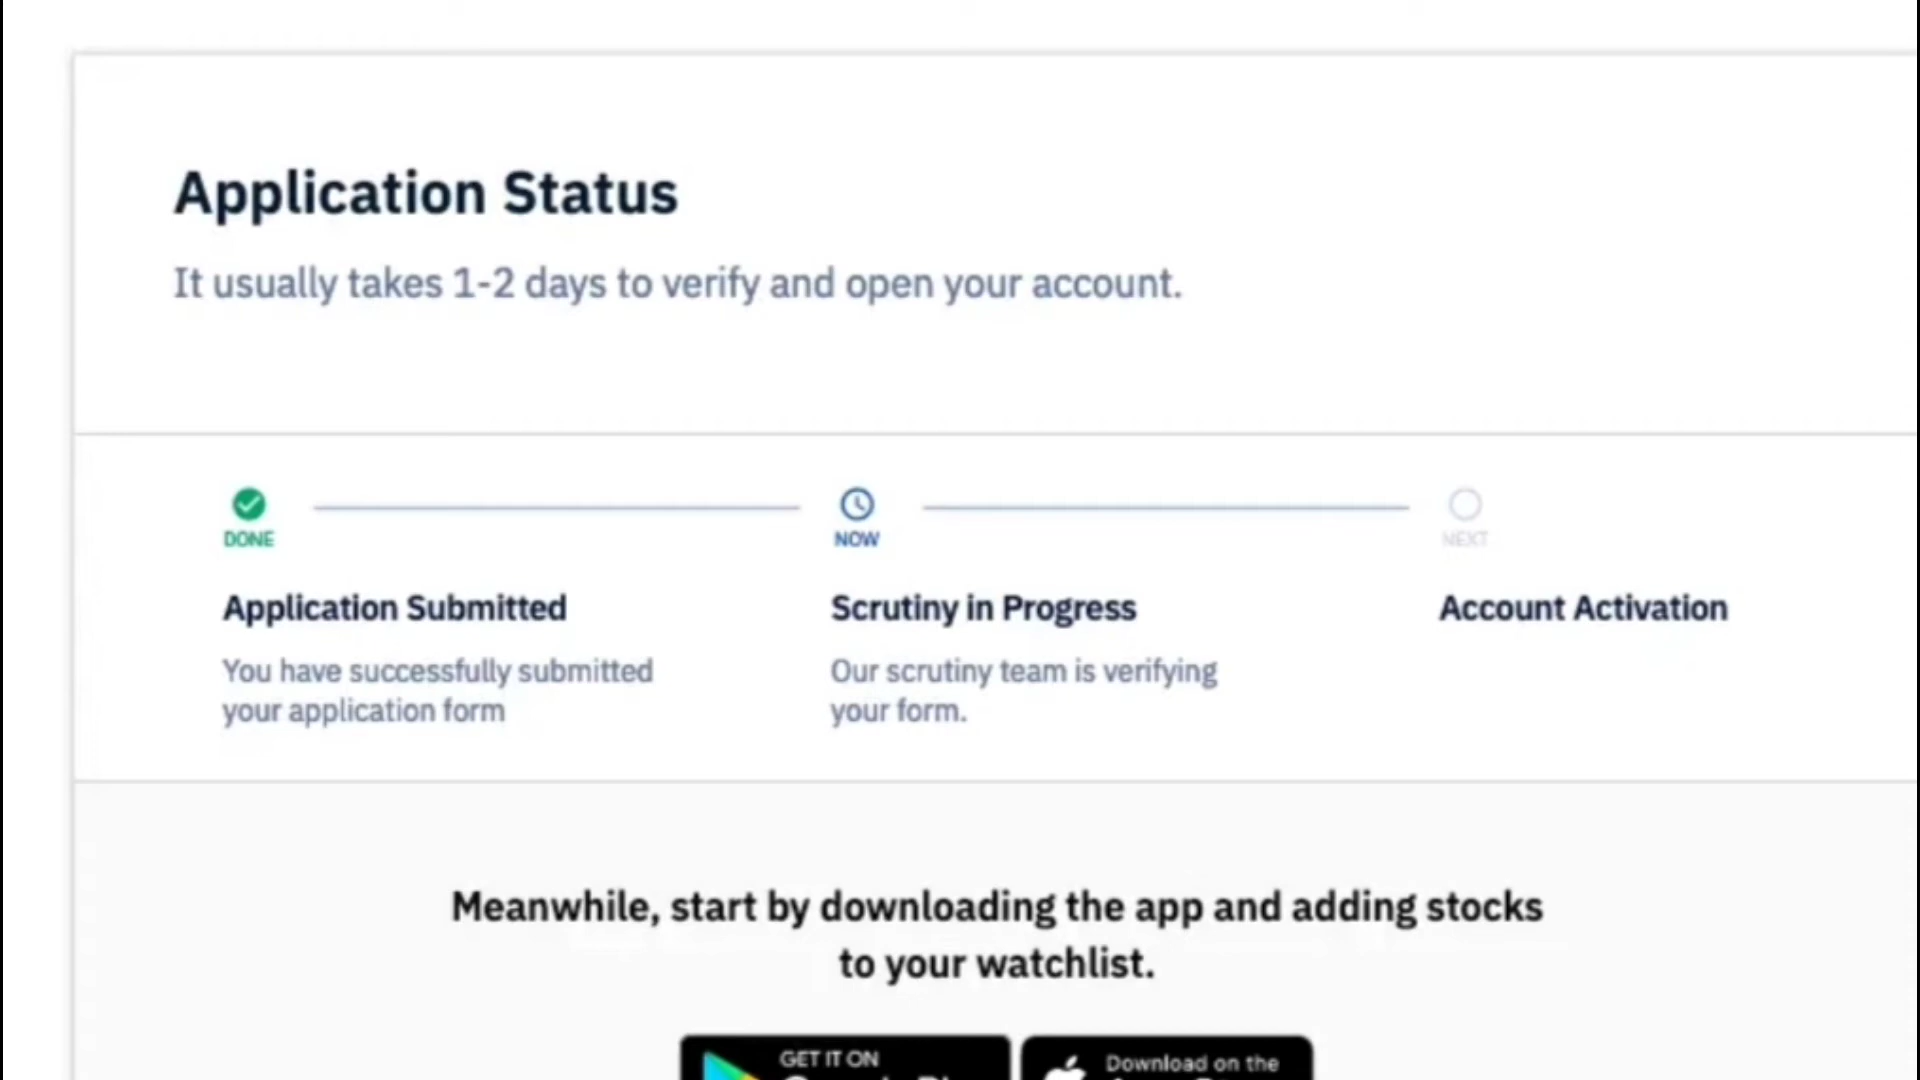 Application Status
It usually takes 1-2 days to verify and open your account.
DONE
NOW
NEXT
Application Submitted
Scrutiny in Progress
Account Activation
You have successfully submitted
your application form
Our scrutiny team is verifying
your form.
Meanwhile, start by downloading the app and adding stocks
to your watchlist.
GET IT ON
Download on the